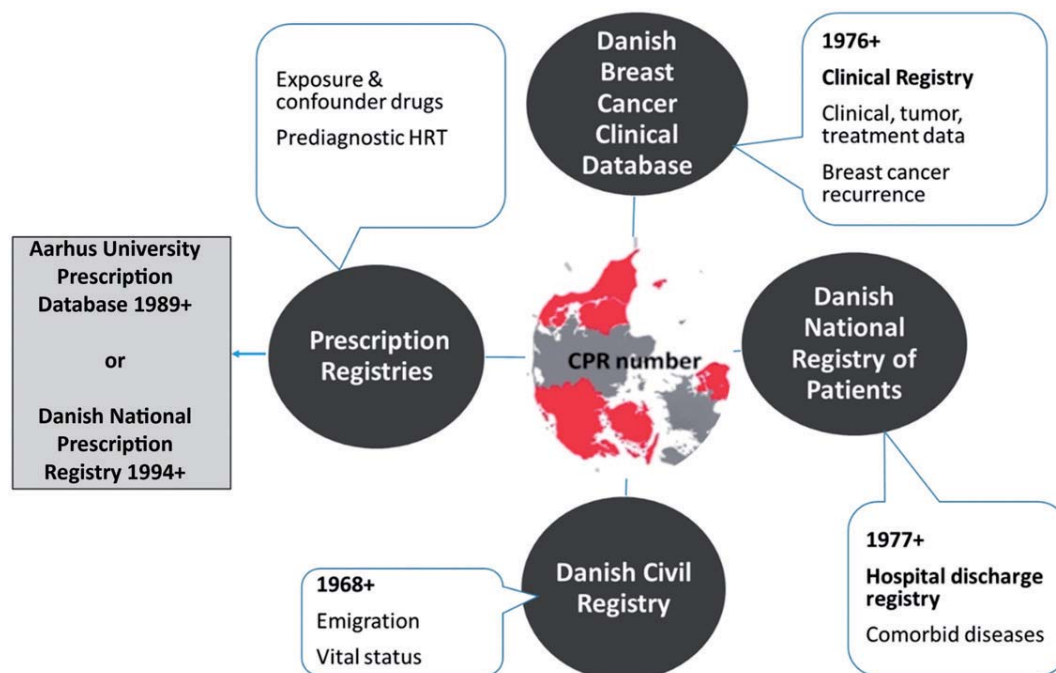 Exposure &
confounder drugs
Prediagnostic HRT
Danish
Breast
Cancer
Clinical
Database
1976+
Clinical Registry
Clinical, tumor,
treatment data
Breast cancer
recurrence
Aarhus University
Prescription
Database 1989+
or
Danish National
Prescription
Registry 1994+
Prescription
Registries
CPR number
Danish
National
Registry of
Patients
1968+
Emigration
Vital status
Danish Civil
Registry
1977+
Hospital discharge
registry
Comorbid diseases